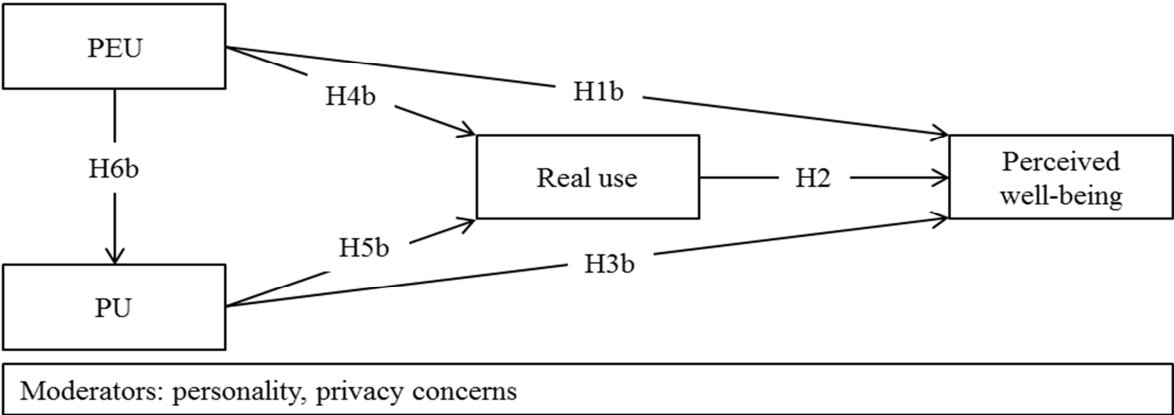 PEU
H4b
H1b
H6b
Real use
H2
Perceived
well-being
H5b
H3b
PU
Moderators: personality, privacy concerns